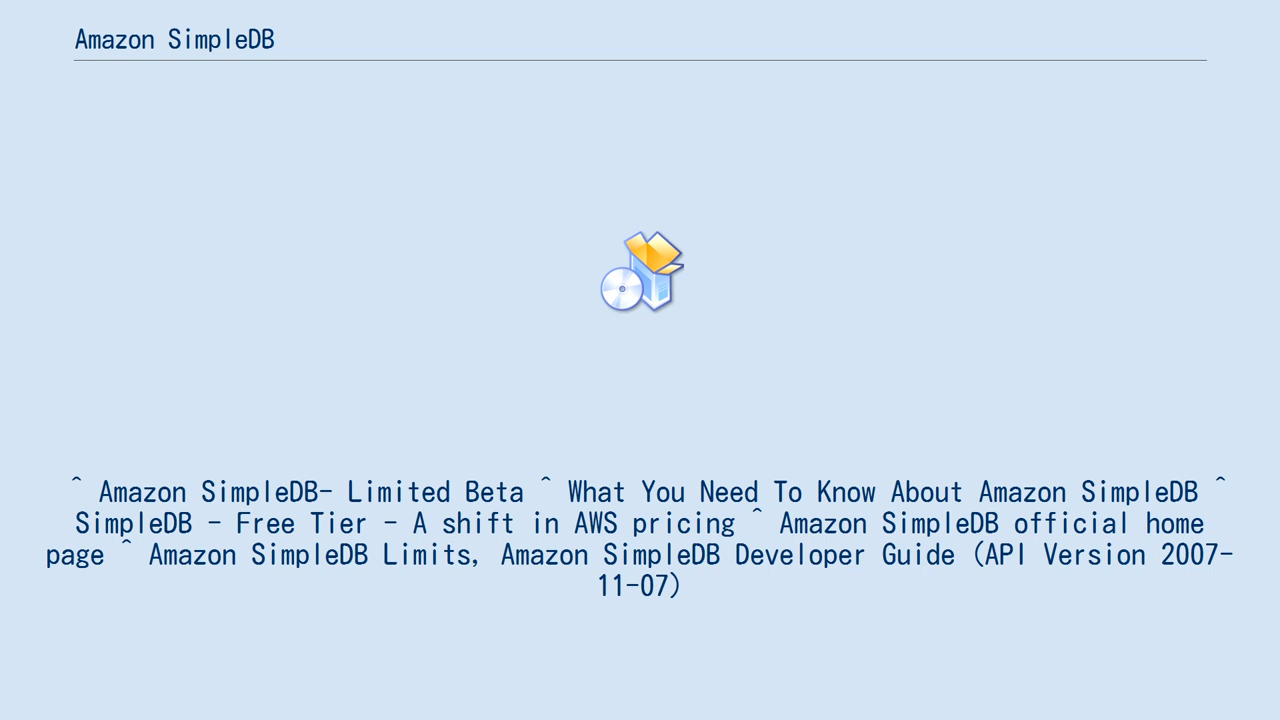 Amazon SimpleDB
^ Amazon SimpleDB- Limited Beta ^ What You Need To Know About Amazon SimpleDB ^
SimpleDB - Free Tier - A shift in AWS pricing ^ Amazon SimpleDB official home
page ^ Amazon SimpleDB Limits, Amazon SimpleDB Developer Guide (API Version 2007-
11-07)